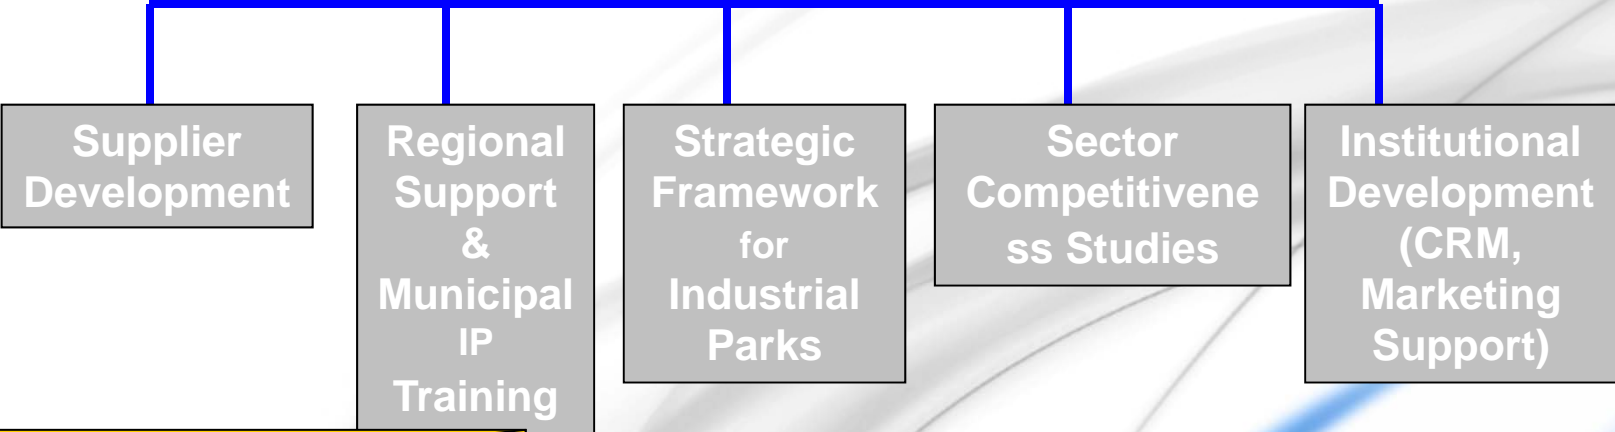 Supplier
Development
Regional
Support
&
Municipal
IP
Training
Strategic
Framework
for
Industrial
Parks
Sector
Competitivene
ss Studies
Institutional
Development
(CRM,
Marketing
Support)